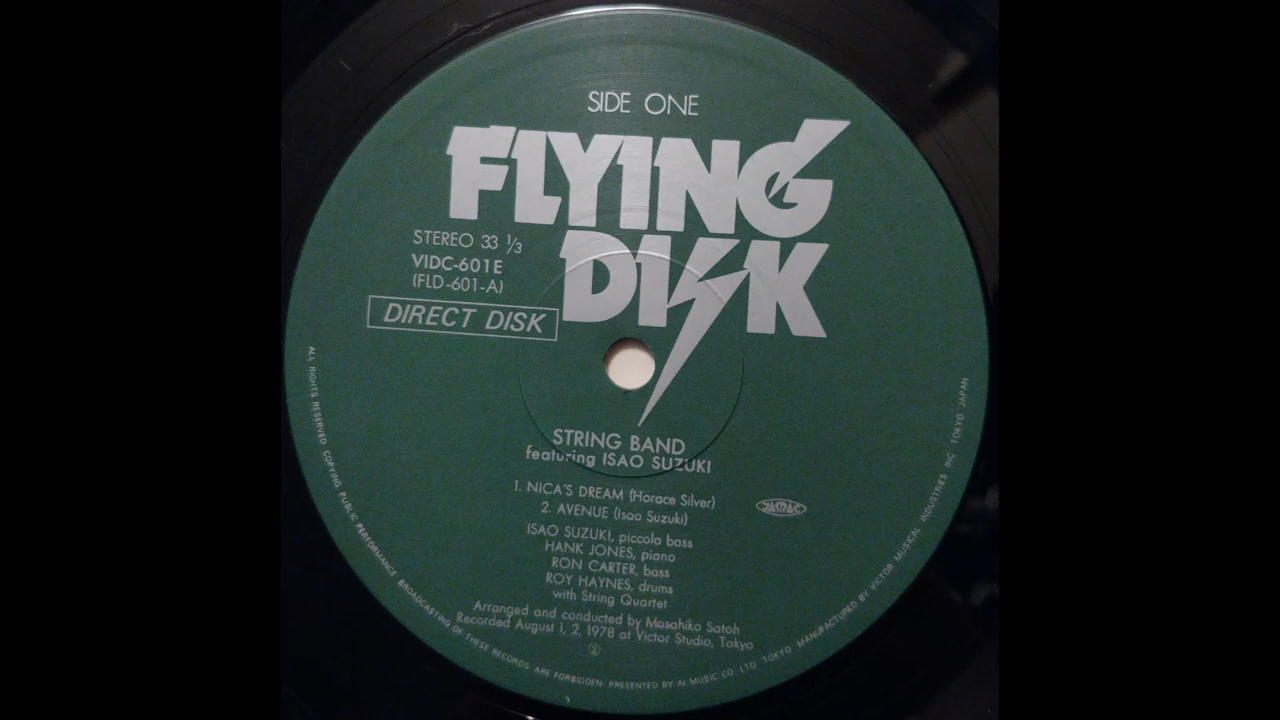 SIDE ONE
FLYING
DISK
STEREO 33 ⅓
VIDC-601E
(FLD-601-A)
DIRECT DISK
STRING BAND
featuring ISAO SUZUKI
1. NICA'S DREAM (Horace Silver)
2. AVENUE (Isao Suzuki)
JASRAC
ISAO SUZUKI, piccolo bass
HANK JONES, piano
RON CARTER, bass
ROY HAYNES, drums
with String Quartet
Arranged and conducted by Masahiko Satoh
Recorded August 1, 2, 1978 at Victor Studio, Tokyo
②
ALL RIGHTS RESERVED COPYING PUBLIC PERFORMANCE BROADCASTING OF THESE RECORDS ARE FORBIDDEN PRESENTED BY AI MUSIC CO LTD TOKYO MANUFACTURED BY VICTOR MUSICAL INDUSTRIES INC TOKYO JAPAN